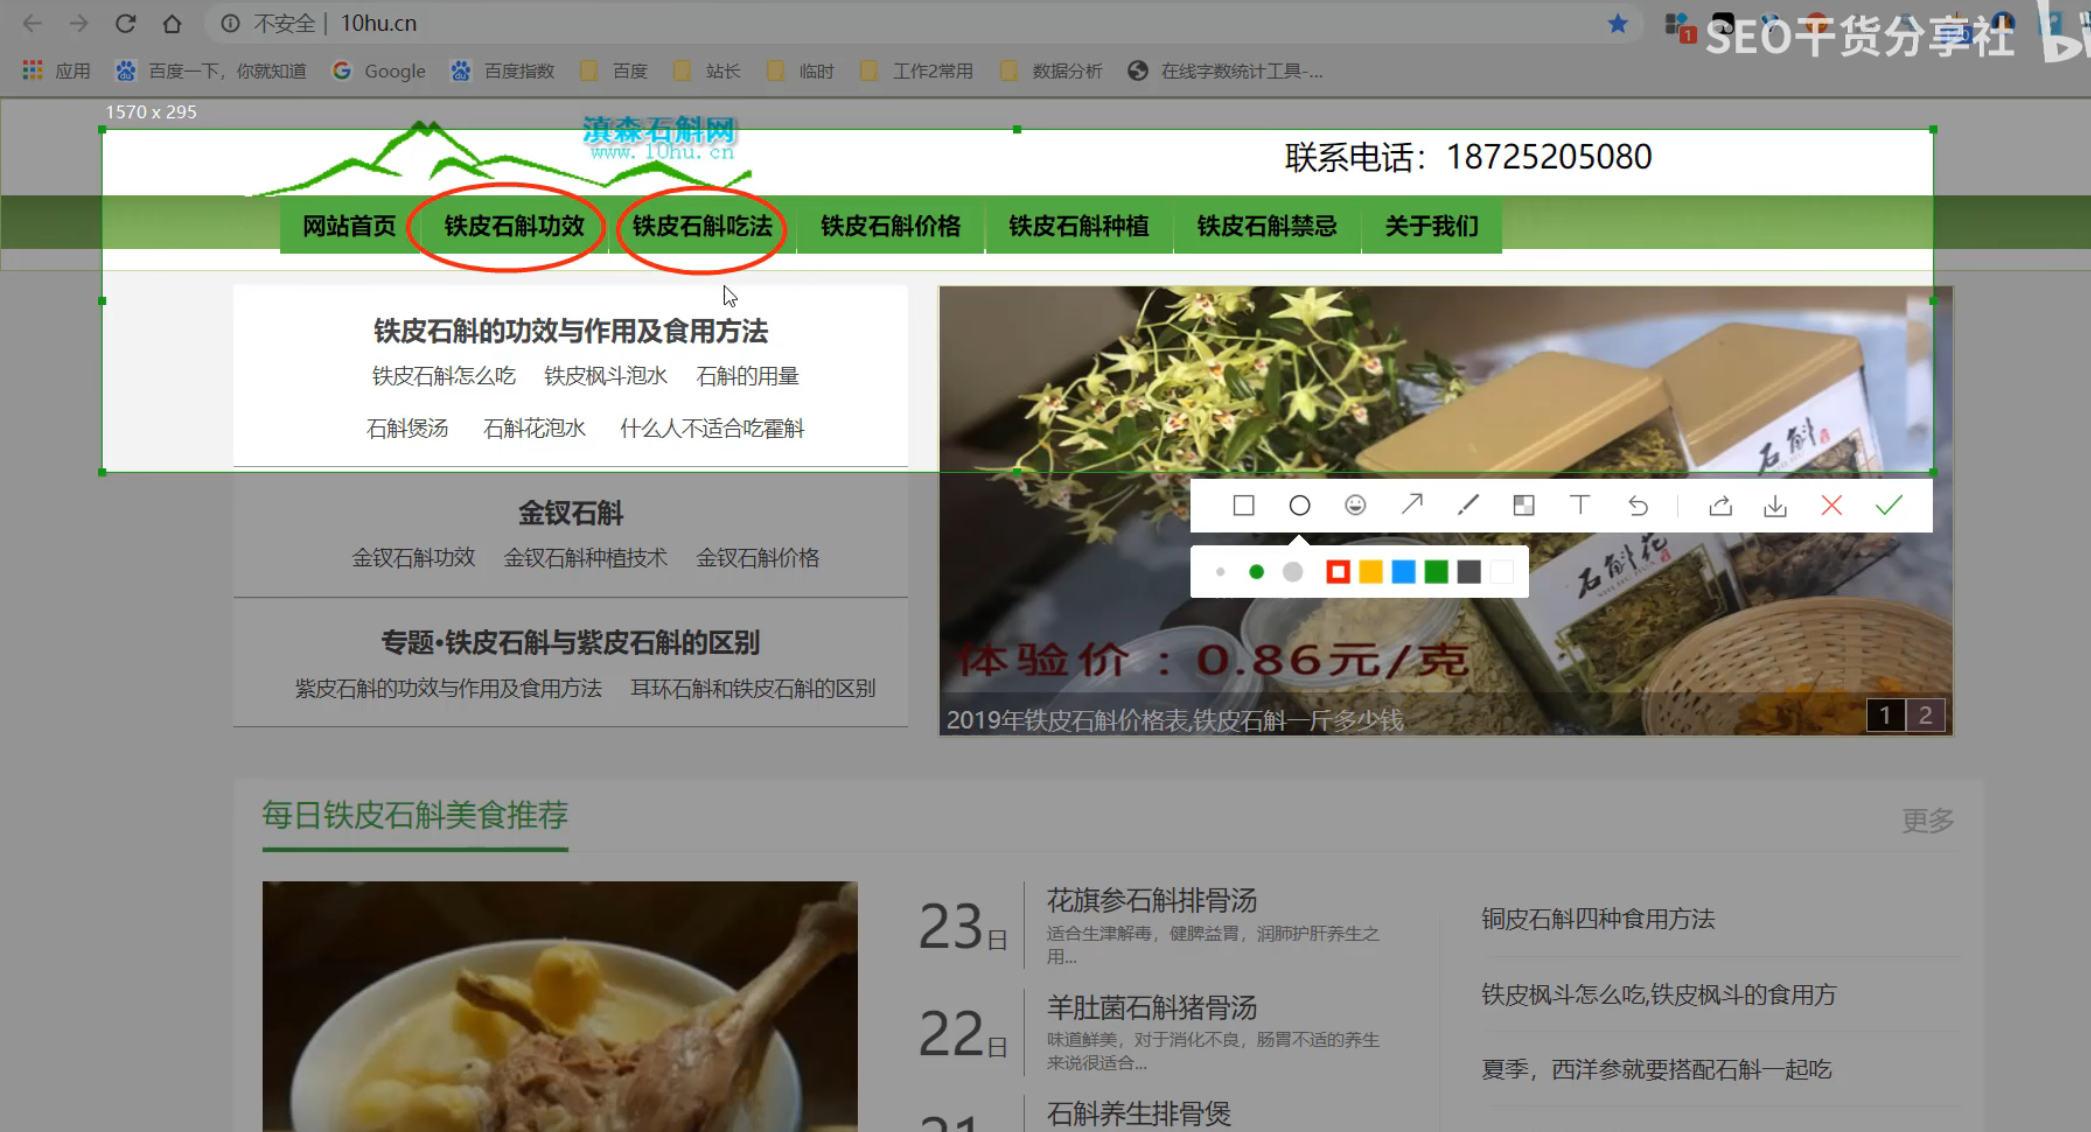 不安全 | 10hu.cn
SEO干货分享社
1
应用 百度一下，你就知道 Google 百度指数 百度 站长 临时 工作2常用 数据分析 在线字数统计工具-...
1570 x 295
滇森石斛网
www.10hu.cn
联系电话：18725205080
网站首页 铁皮石斛功效 铁皮石斛吃法 铁皮石斛价格 铁皮石斛种植 铁皮石斛禁忌 关于我们
铁皮石斛的功效与作用及食用方法
铁皮石斛怎么吃 铁皮枫斗泡水 石斛的用量
石斛煲汤 石斛花泡水 什么人不适合吃霍斛
金钗石斛
金钗石斛功效 金钗石斛种植技术 金钗石斛价格
专题•铁皮石斛与紫皮石斛的区别
紫皮石斛的功效与作用及食用方法 耳环石斛和铁皮石斛的区别
石斛
石斛花
体验价：0.86元/克
2019年铁皮石斛价格表,铁皮石斛一斤多少钱
1 2
每日铁皮石斛美食推荐
更多
23日
花旗参石斛排骨汤
适合生津解毒，健脾益胃，润肺护肝养生之
用...
22日
羊肚菌石斛猪骨汤
味道鲜美，对于消化不良，肠胃不适的养生
来说很适合...
21
石斛养生排骨煲
铜皮石斛四种食用方法
铁皮枫斗怎么吃,铁皮枫斗的食用方
夏季，西洋参就要搭配石斛一起吃